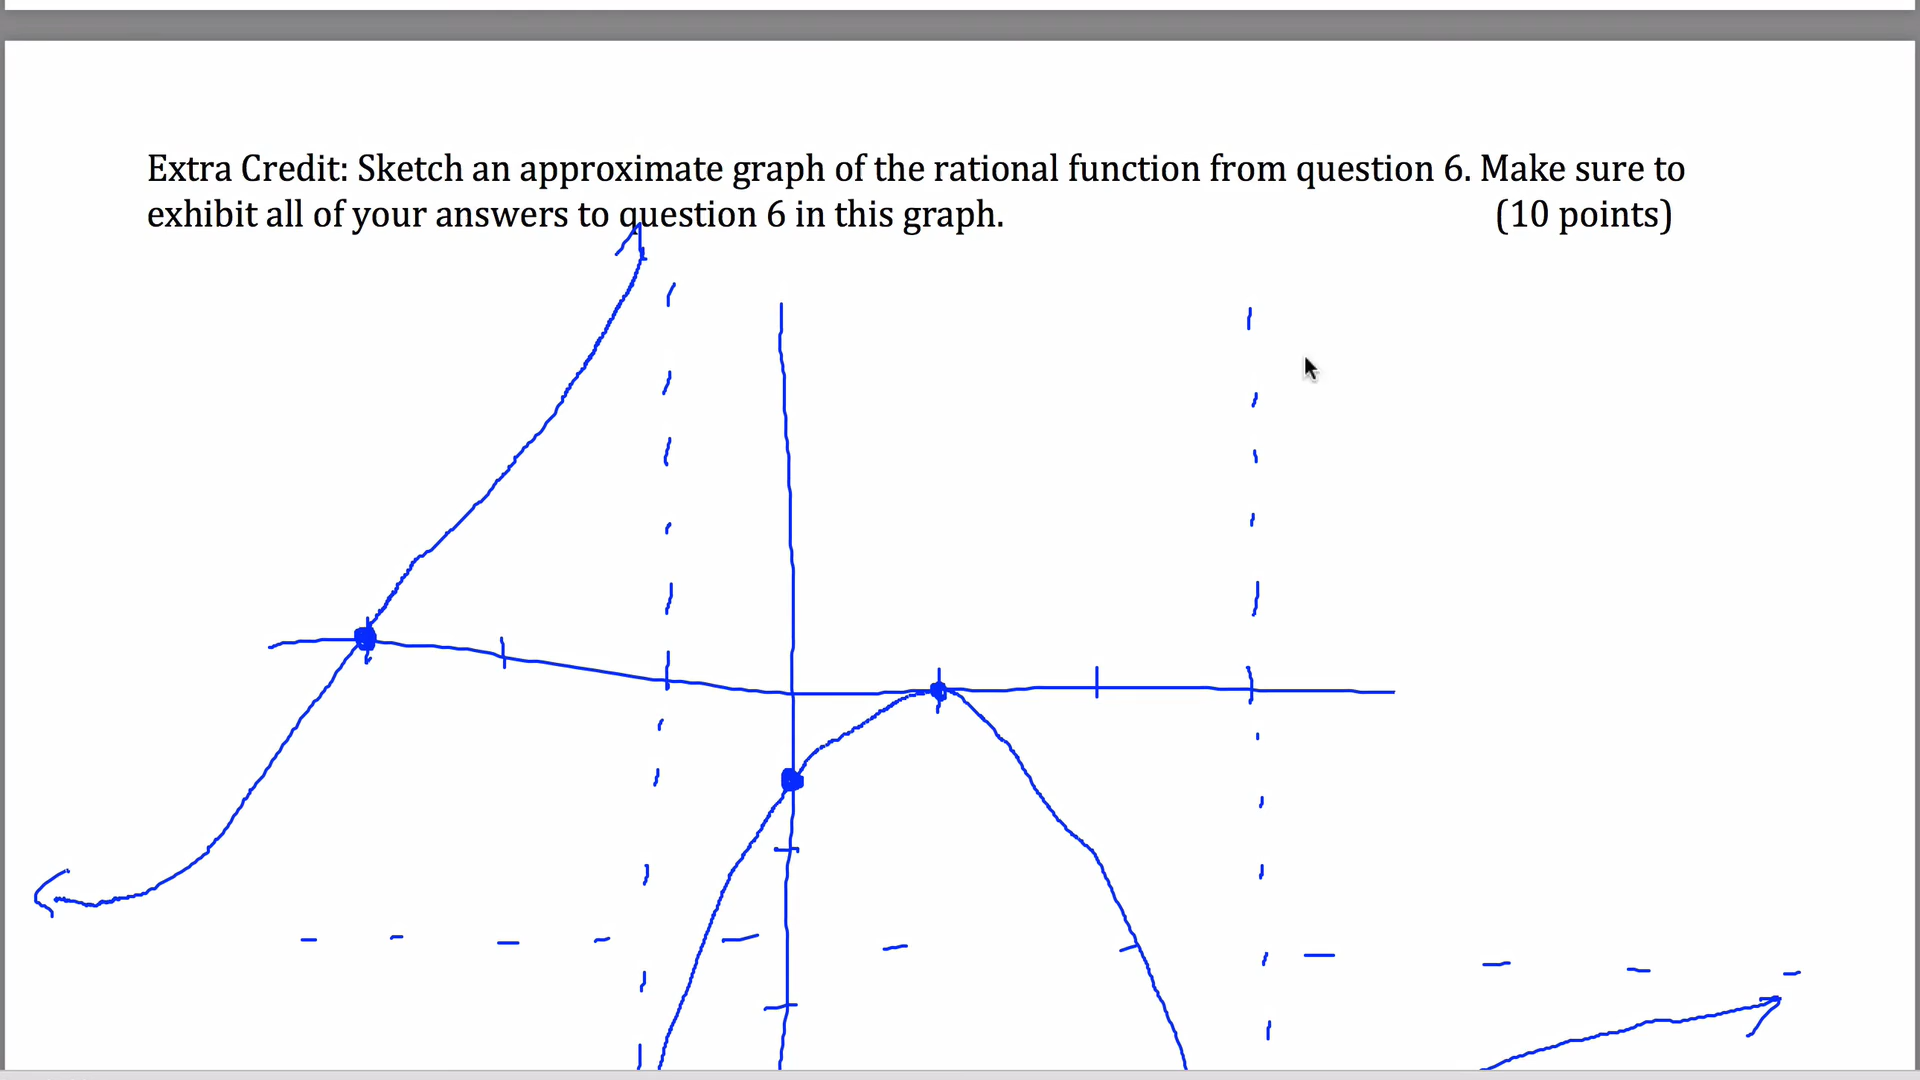 Extra Credit: Sketch an approximate graph of the rational function from question 6. Make sure to
exhibit all of your answers to question 6 in this graph. (10 points)